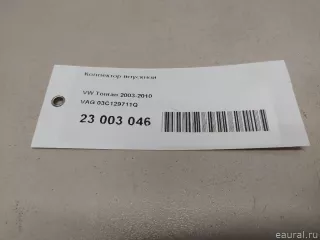 Коллектор впускной
VW Touran 2003-2010
VAG 03C129711G
23 003 046
eaural.ru